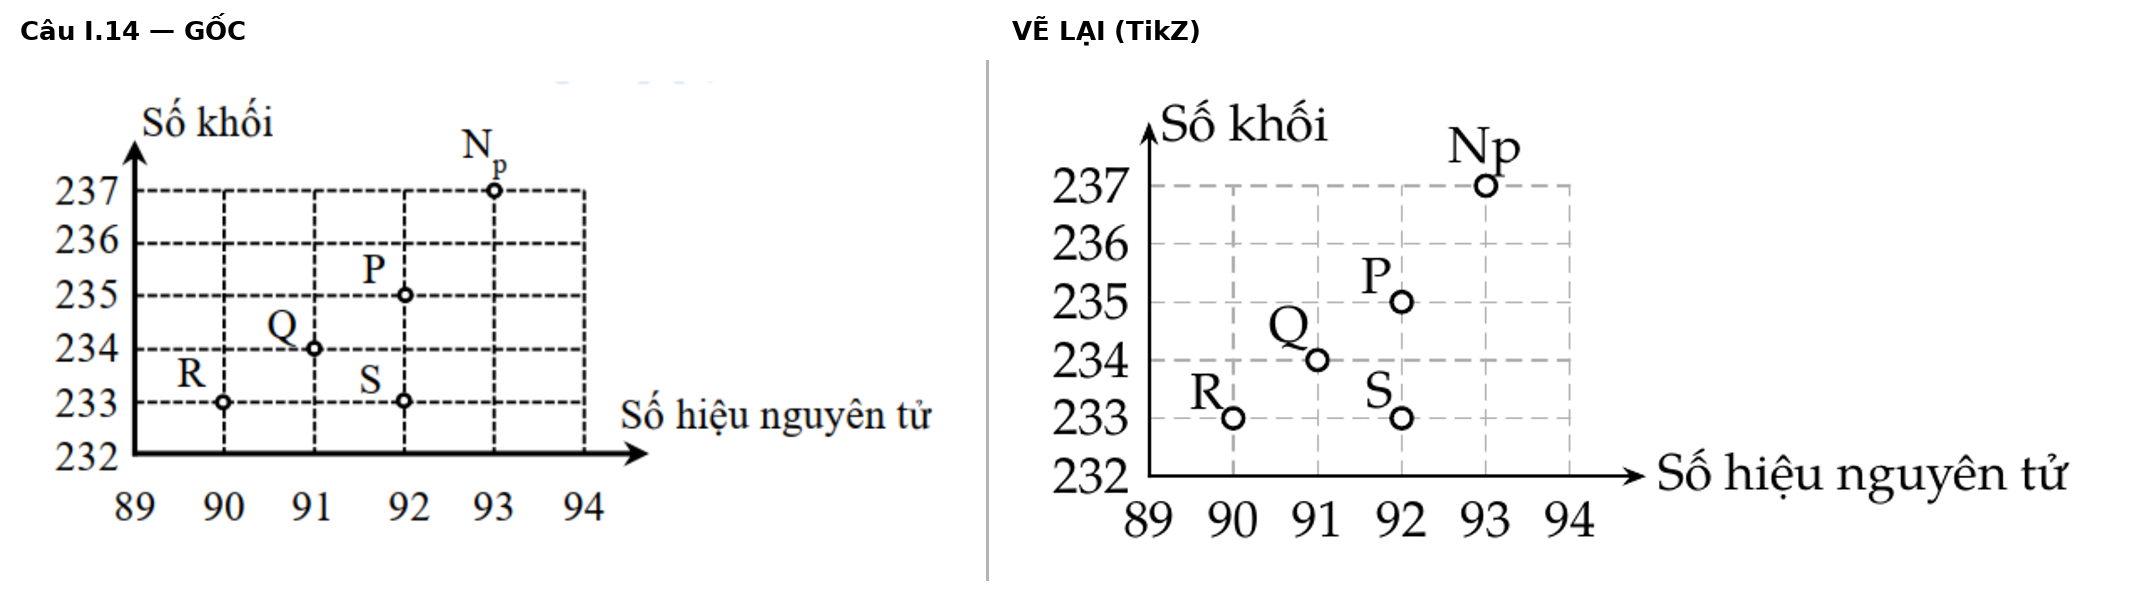 Câu I.14 — GỐC
Số khối
N_p
237
236
P
235
Q
234
R
S
233
Số hiệu nguyên tử
232
89 90 91 92 93 94
VẼ LẠI (TikZ)
Số khối
Np
237
236
P
235
Q
234
R
S
233
232
Số hiệu nguyên tử
89 90 91 92 93 94